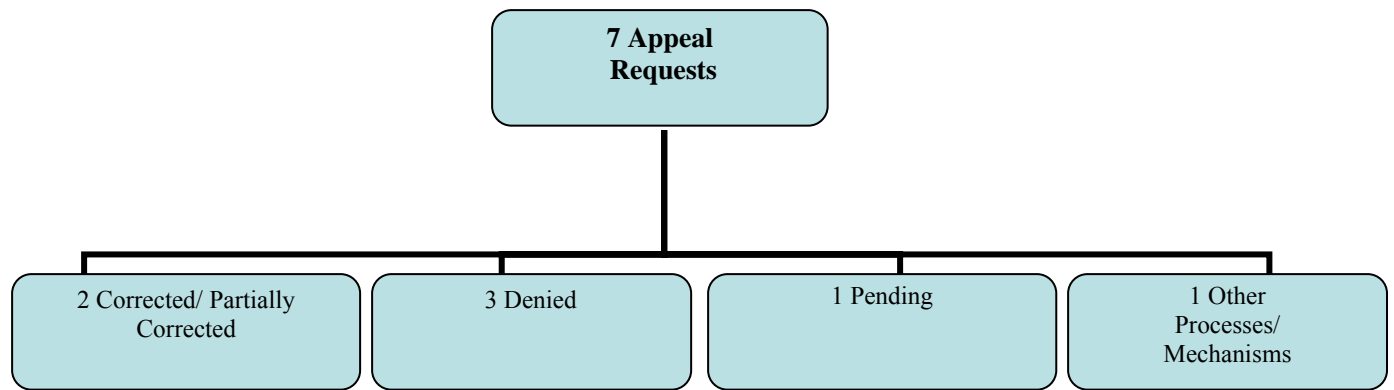 7 Appeal
Requests
2 Corrected/ Partially
Corrected
3 Denied
1 Pending
1 Other
Processes/
Mechanisms